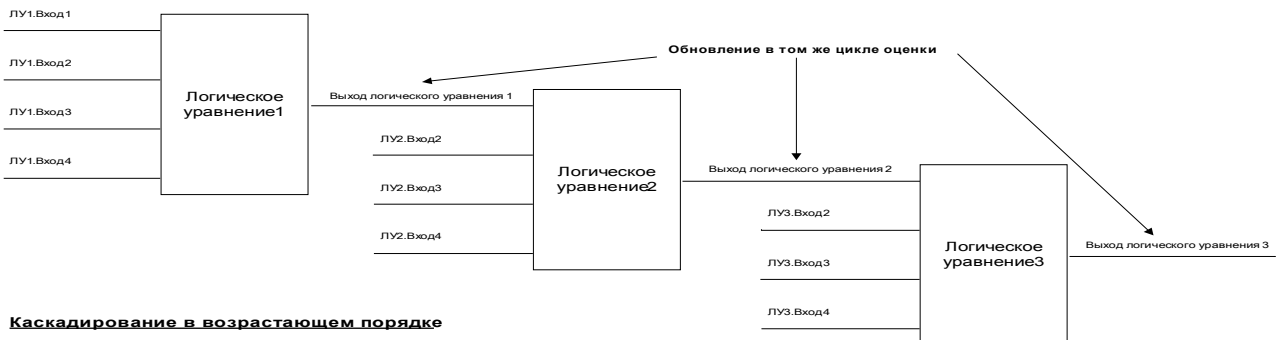 ЛУ1.Вход1
ЛУ1.Вход2
ЛУ1.Вход3
ЛУ1.Вход4
Логическое
уравнение1
Обновление в том же цикле оценки
Выход логического уравнения 1
ЛУ2.Вход2
ЛУ2.Вход3
ЛУ2.Вход4
Логическое
уравнение2
Выход логического уравнения 2
ЛУ3.Вход2
ЛУ3.Вход3
ЛУ3.Вход4
Логическое
уравнение3
Выход логического уравнения 3
Каскадирование в возрастающем порядке